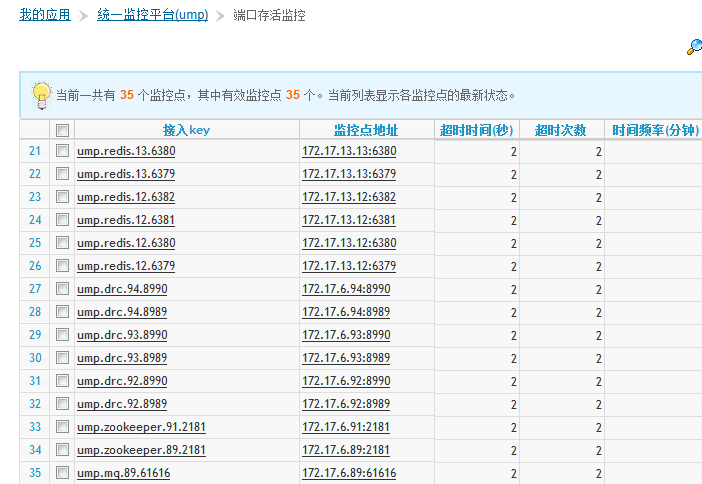 我的应用 统一监控平台(ump) 端口存活监控
当前一共有 35 个监控点，其中有效监控点 35 个。当前列表显示各监控点的最新状态。
接入key 监控点地址 超时时间(秒) 超时次数 时间频率(分钟)
21 ump.redis.13.6380 172.17.13.13:6380 2 2
22 ump.redis.13.6379 172.17.13.13:6379 2 2
23 ump.redis.12.6382 172.17.13.12:6382 2 2
24 ump.redis.12.6381 172.17.13.12:6381 2 2
25 ump.redis.12.6380 172.17.13.12:6380 2 2
26 ump.redis.12.6379 172.17.13.12:6379 2 2
27 ump.drc.94.8990 172.17.6.94:8990 2 2
28 ump.drc.94.8989 172.17.6.94:8989 2 2
29 ump.drc.93.8990 172.17.6.93:8990 2 2
30 ump.drc.93.8989 172.17.6.93:8989 2 2
31 ump.drc.92.8990 172.17.6.92:8990 2 2
32 ump.drc.92.8989 172.17.6.92:8989 2 2
33 ump.zookeeper.91.2181 172.17.6.91:2181 2 2
34 ump.zookeeper.89.2181 172.17.6.89:2181 2 2
35 ump.mq.89.61616 172.17.6.89:61616 2 2